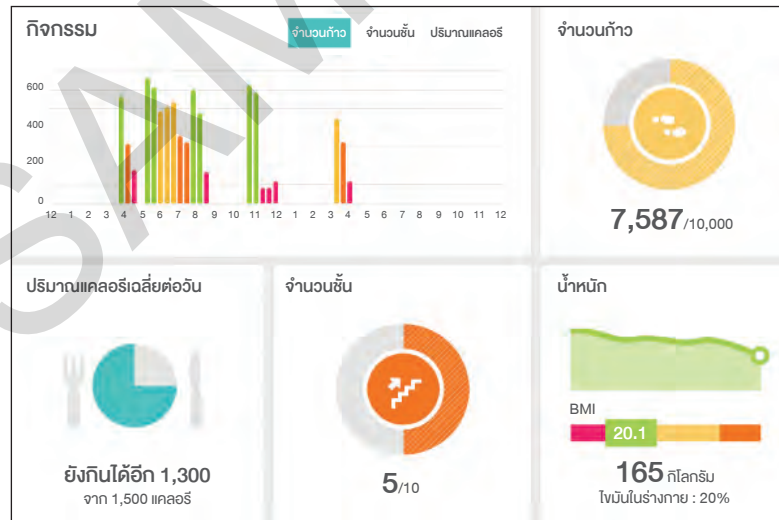 กิจกรรม
จำนวนก้าว จำนวนชั้น ปริมาณแคลอรี
600
400
200
0
12 1 2 3 4 5 6 7 8 9 10 11 12 1 2 3 4 5 6 7 8 9 10 11 12
จำนวนก้าว
7,587/10,000
ปริมาณแคลอรีเฉลี่ยต่อวัน
ยังกินได้อีก 1,300
จาก 1,500 แคลอรี
จำนวนชั้น
5/10
น้ำหนัก
BMI
20.1
165 กิโลกรัม
ไขมันในร่างกาย : 20%
SAM